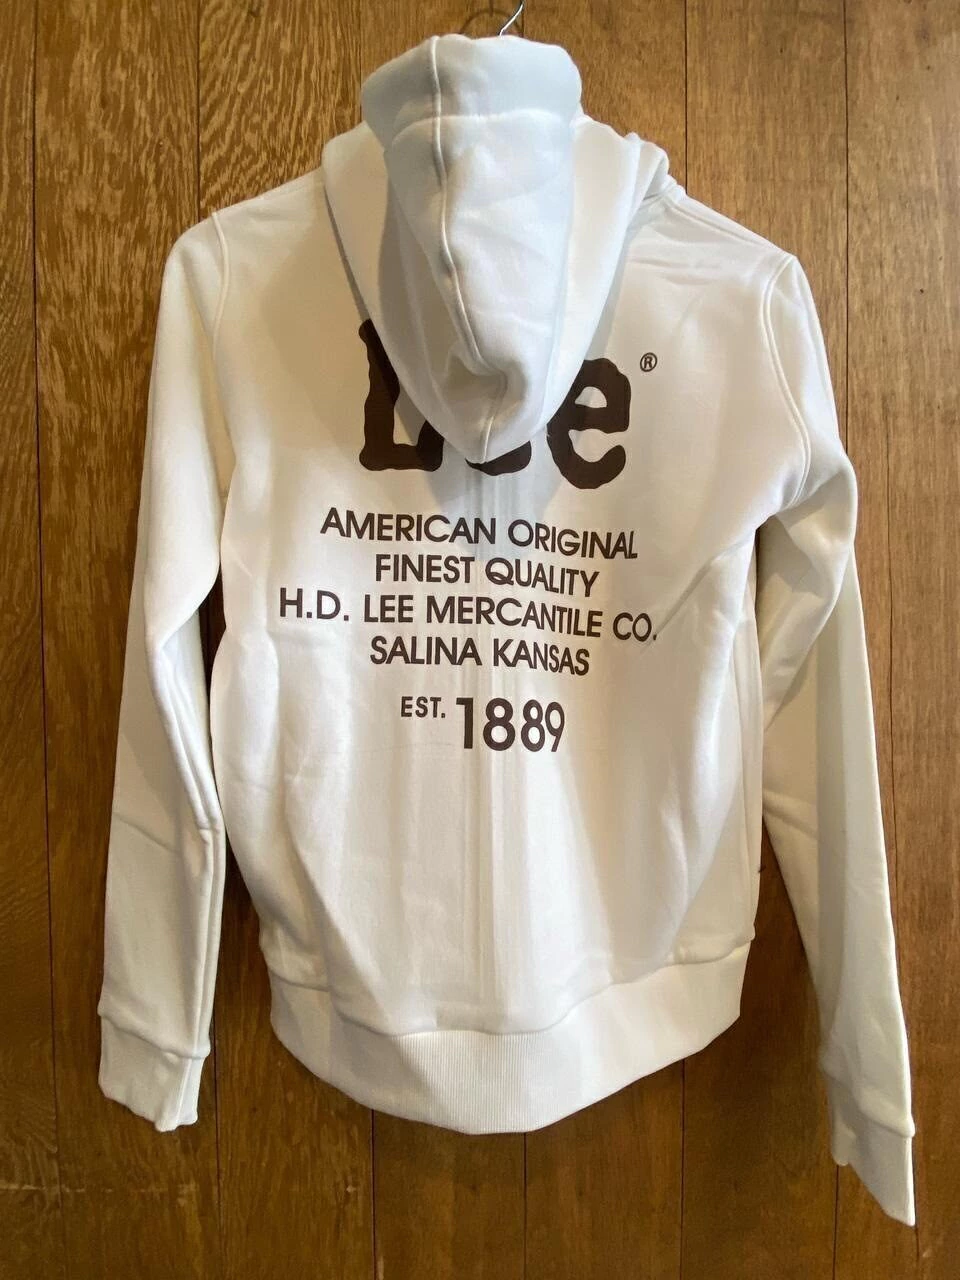 Lee®
AMERICAN ORIGINAL
FINEST QUALITY
H.D. LEE MERCANTILE CO.
SALINA KANSAS
EST. 1889